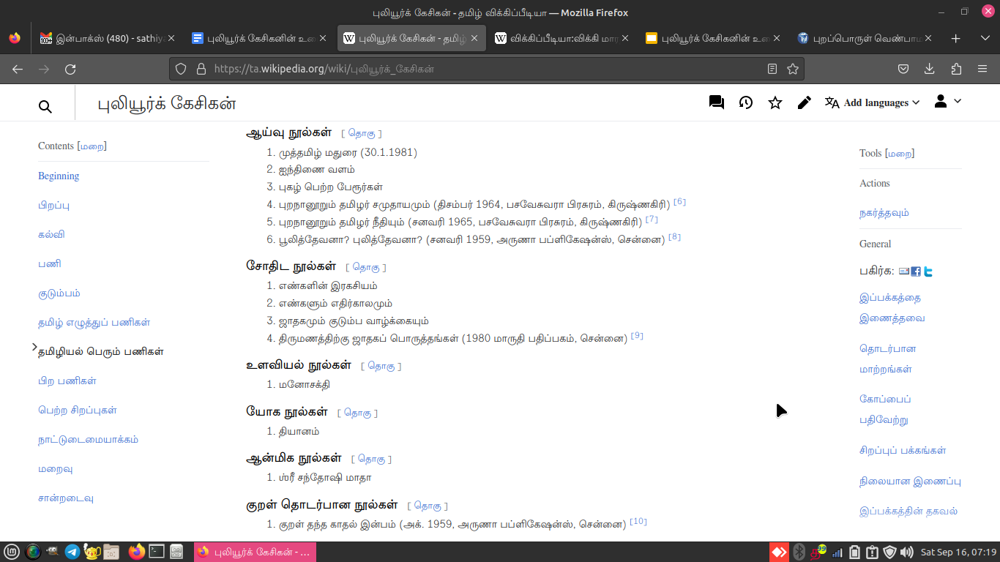 புலியூர்க் கேசிகன் - தமிழ் விக்கிப்பீடியா — Mozilla Firefox
இன்பாக்ஸ் (480) - sathiy
புலியூர்க் கேசிகனின் உரை
புலியூர்க் கேசிகன் - தமிழ்
விக்கிப்பீடியா:விக்கி மார
புலியூர்க் கேசிகனின் உரை
புறப்பொருள் வெண்பாம
https://ta.wikipedia.org/wiki/புலியூர்க்_கேசிகன்
புலியூர்க் கேசிகன்
Add languages
Contents [மறை]
Beginning
பிறப்பு
கல்வி
பணி
குடும்பம்
தமிழ் எழுத்துப் பணிகள்
தமிழியல் பெரும் பணிகள்
பிற பணிகள்
பெற்ற சிறப்புகள்
நாட்டுடைமையாக்கம்
மறைவு
சான்றடைவு
ஆய்வு நூல்கள் [ தொகு ]
1. முத்தமிழ் மதுரை (30.1.1981)
2. ஐந்திணை வளம்
3. புகழ் பெற்ற பேரூர்கள்
4. புறநானூறும் தமிழர் சமுதாயமும் (திசம்பர் 1964, பசவேசுவரா பிரசுரம், கிருஷ்ணகிரி) [6]
5. புறநானூறும் தமிழர் நீதியும் (சனவரி 1965, பசவேசுவரா பிரசுரம், கிருஷ்ணகிரி) [7]
6. பூலித்தேவனா? புலித்தேவனா? (சனவரி 1959, அருணா பப்ளிகேஷன்ஸ், சென்னை) [8]
சோதிட நூல்கள் [ தொகு ]
1. எண்களின் இரகசியம்
2. எண்களும் எதிர்காலமும்
3. ஜாதகமும் குடும்ப வாழ்க்கையும்
4. திருமணத்திற்கு ஜாதகப் பொருத்தங்கள் (1980 மாருதி பதிப்பகம், சென்னை) [9]
உளவியல் நூல்கள் [ தொகு ]
1. மனோசக்தி
யோக நூல்கள் [ தொகு ]
1. தியானம்
ஆன்மிக நூல்கள் [ தொகு ]
1. ஸ்ரீ சந்தோஷி மாதா
குறள் தொடர்பான நூல்கள் [ தொகு ]
1. குறள் தந்த காதல் இன்பம் (அக். 1959, அருணா பப்ளிகேஷன்ஸ், சென்னை) [10]
Tools [மறை]
Actions
நகர்த்தவும்
General
பகிர்க:
இப்பக்கத்தை
இணைத்தவை
தொடர்பான
மாற்றங்கள்
கோப்பைப்
பதிவேற்று
சிறப்புப் பக்கங்கள்
நிலையான இணைப்பு
இப்பக்கத்தின் தகவல்
புலியூர்க் கேசிகன் - ...
99
Sat Sep 16, 07:19